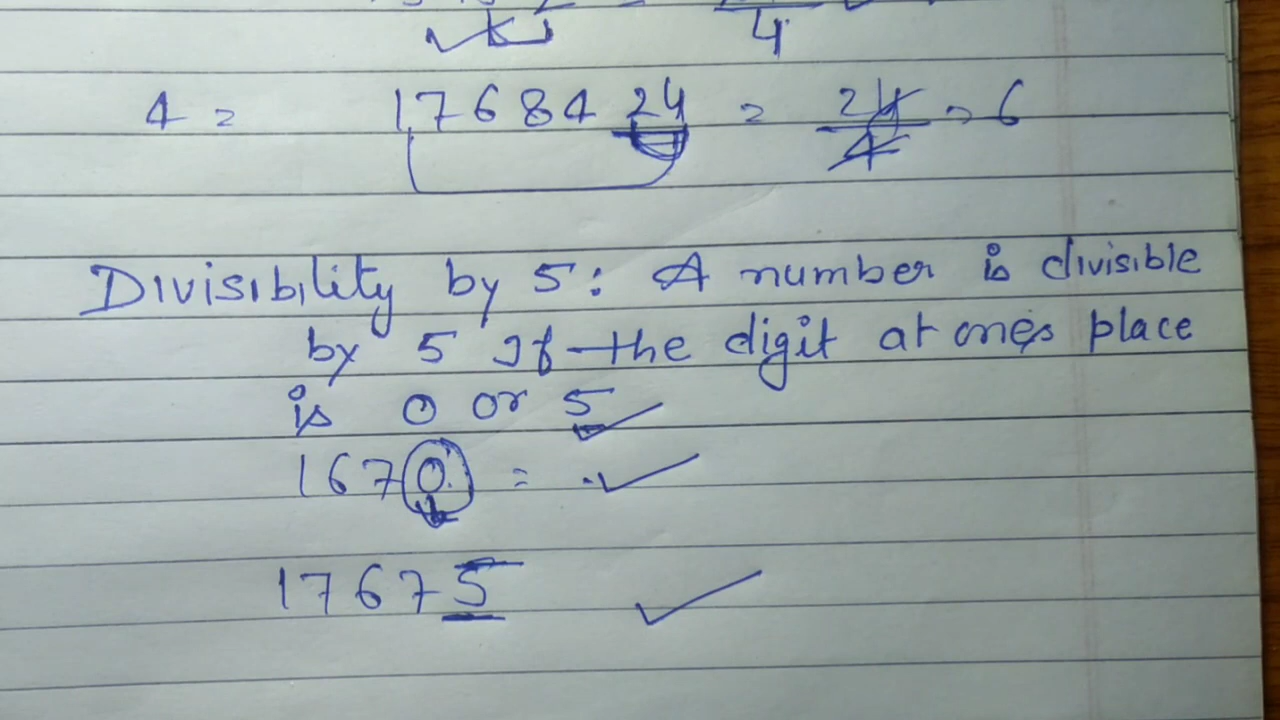 4
4 = 1768424 = 24/4 = 6
Divisibility by 5: A number is divisible
by 5 If the digit at ones place
is 0 or 5
1670 =
17675